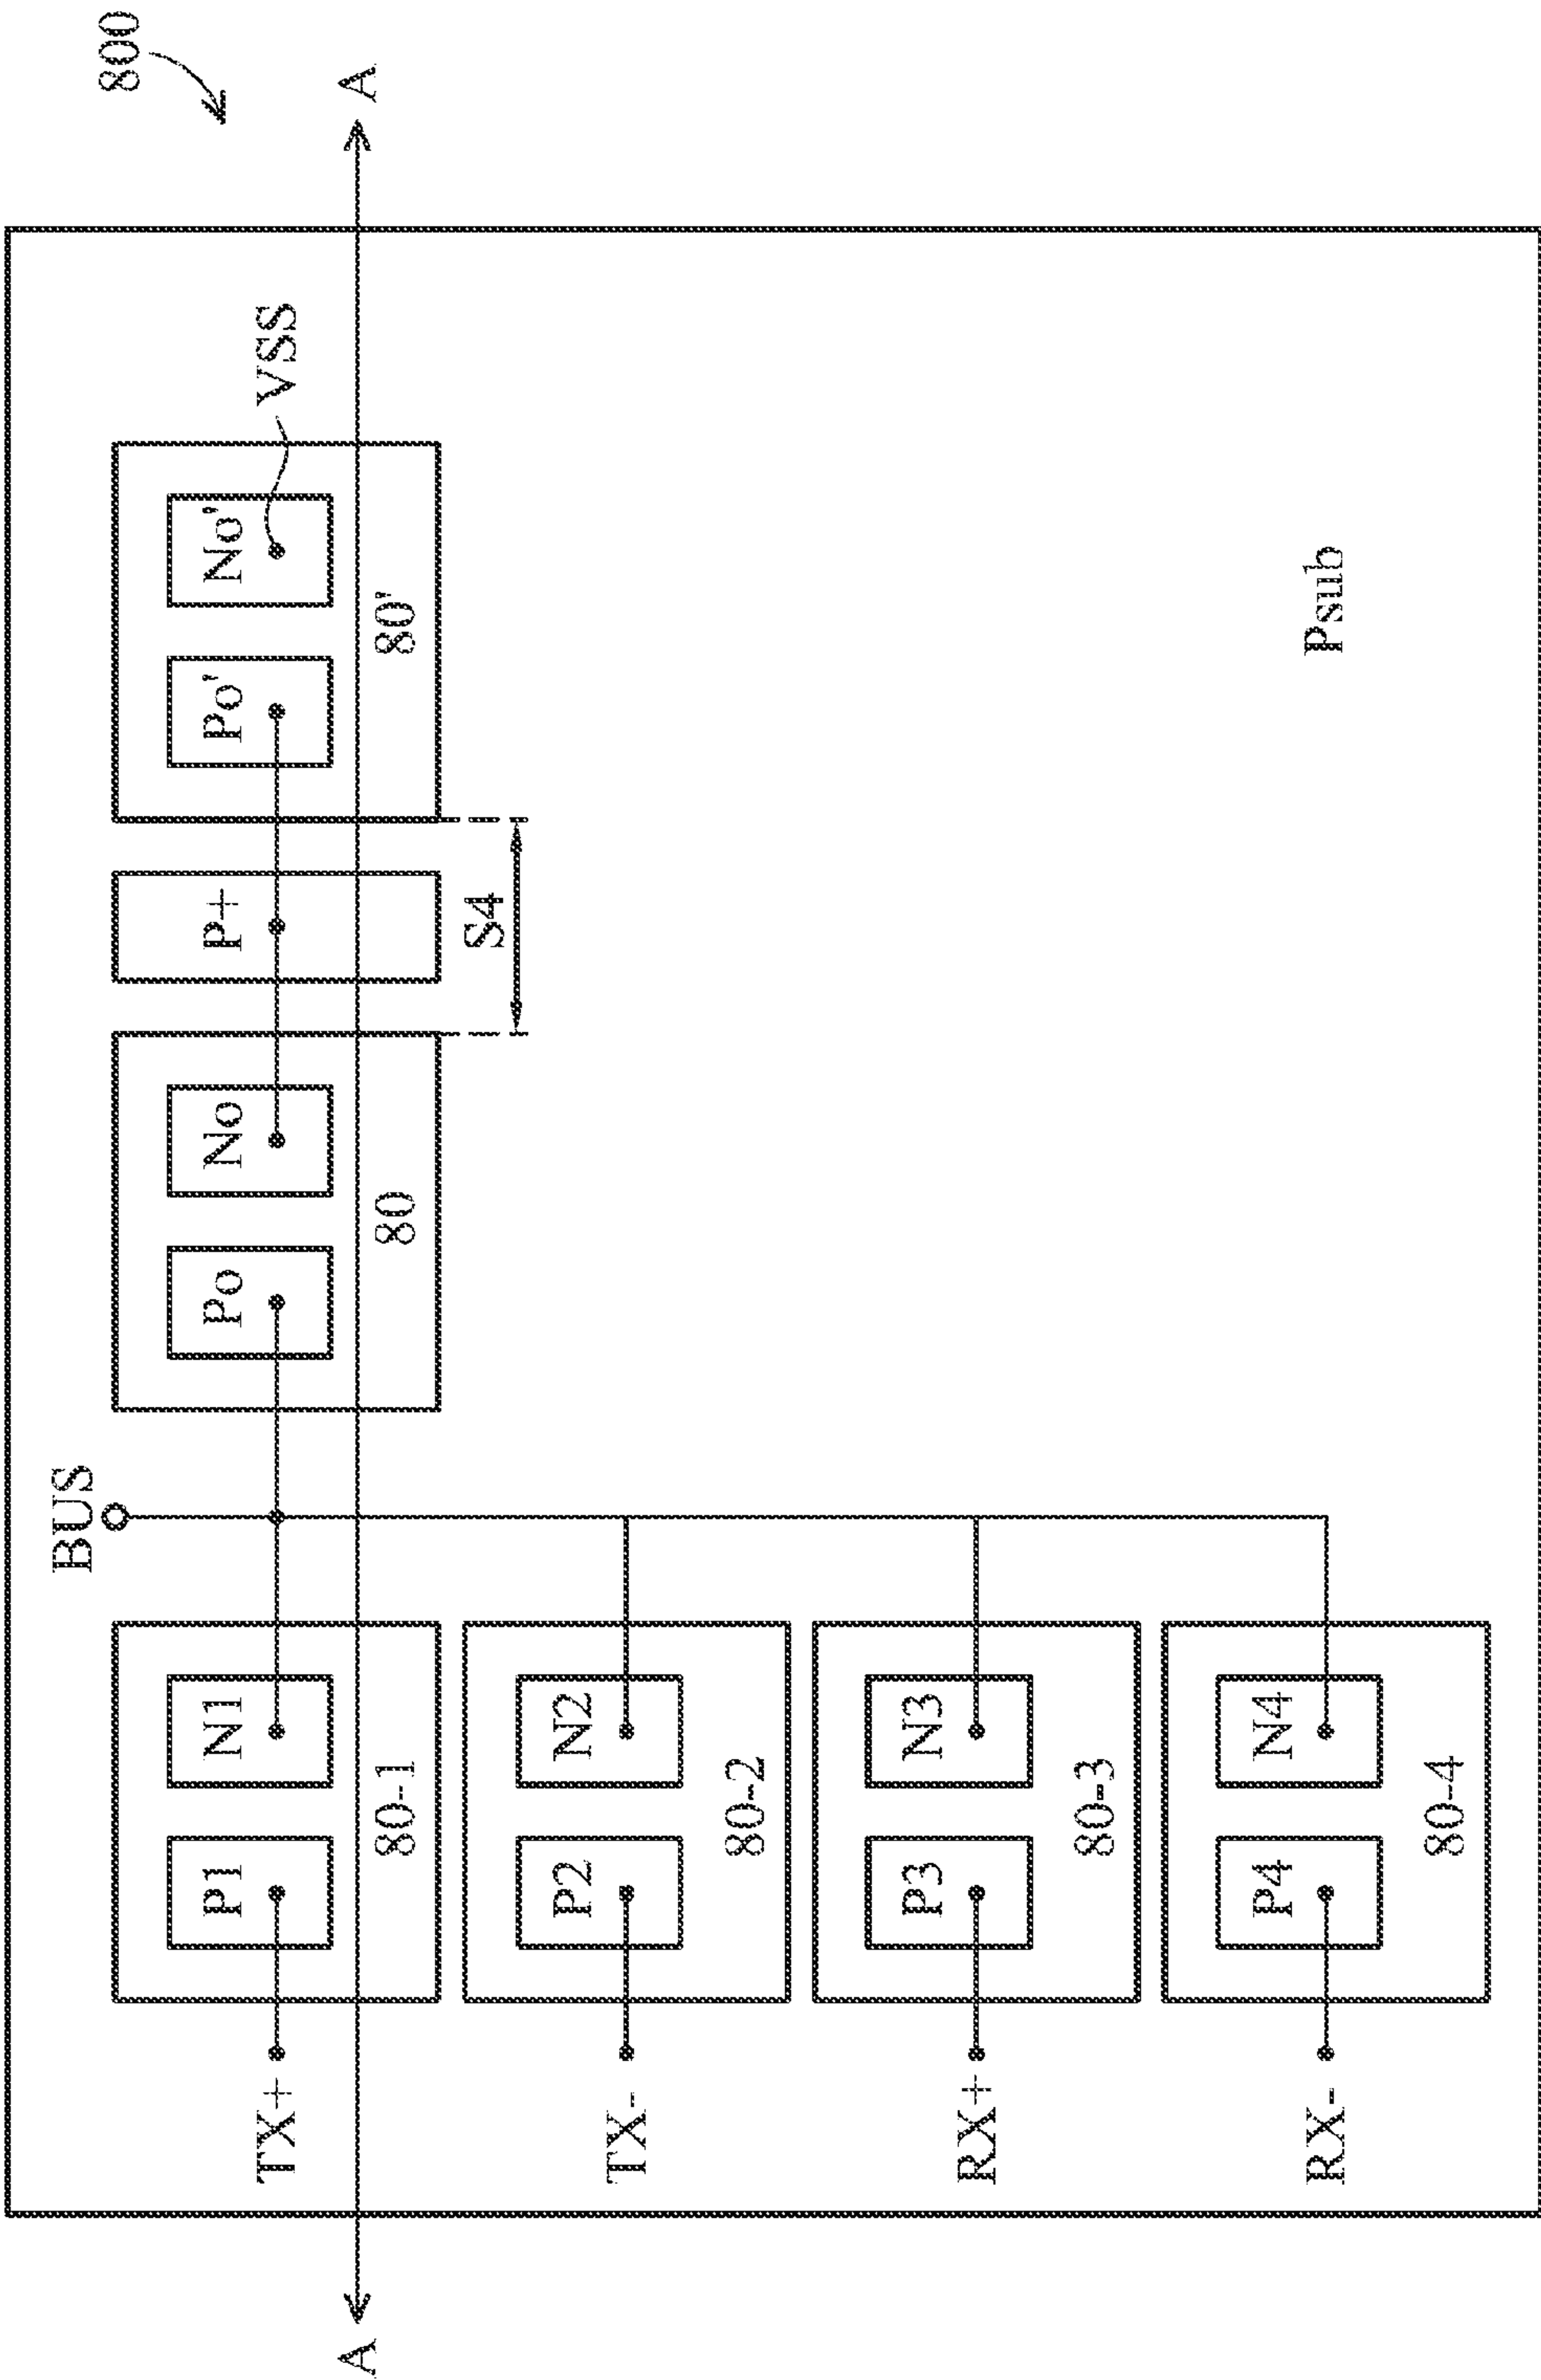 800
BUS
P1
N1
Po
No
P+
Po'
No'
TX+
VSS
A
A
80-1
80
80'
S4
P2
N2
TX-
80-2
P3
N3
RX+
80-3
P4
N4
RX-
Psub
80-4